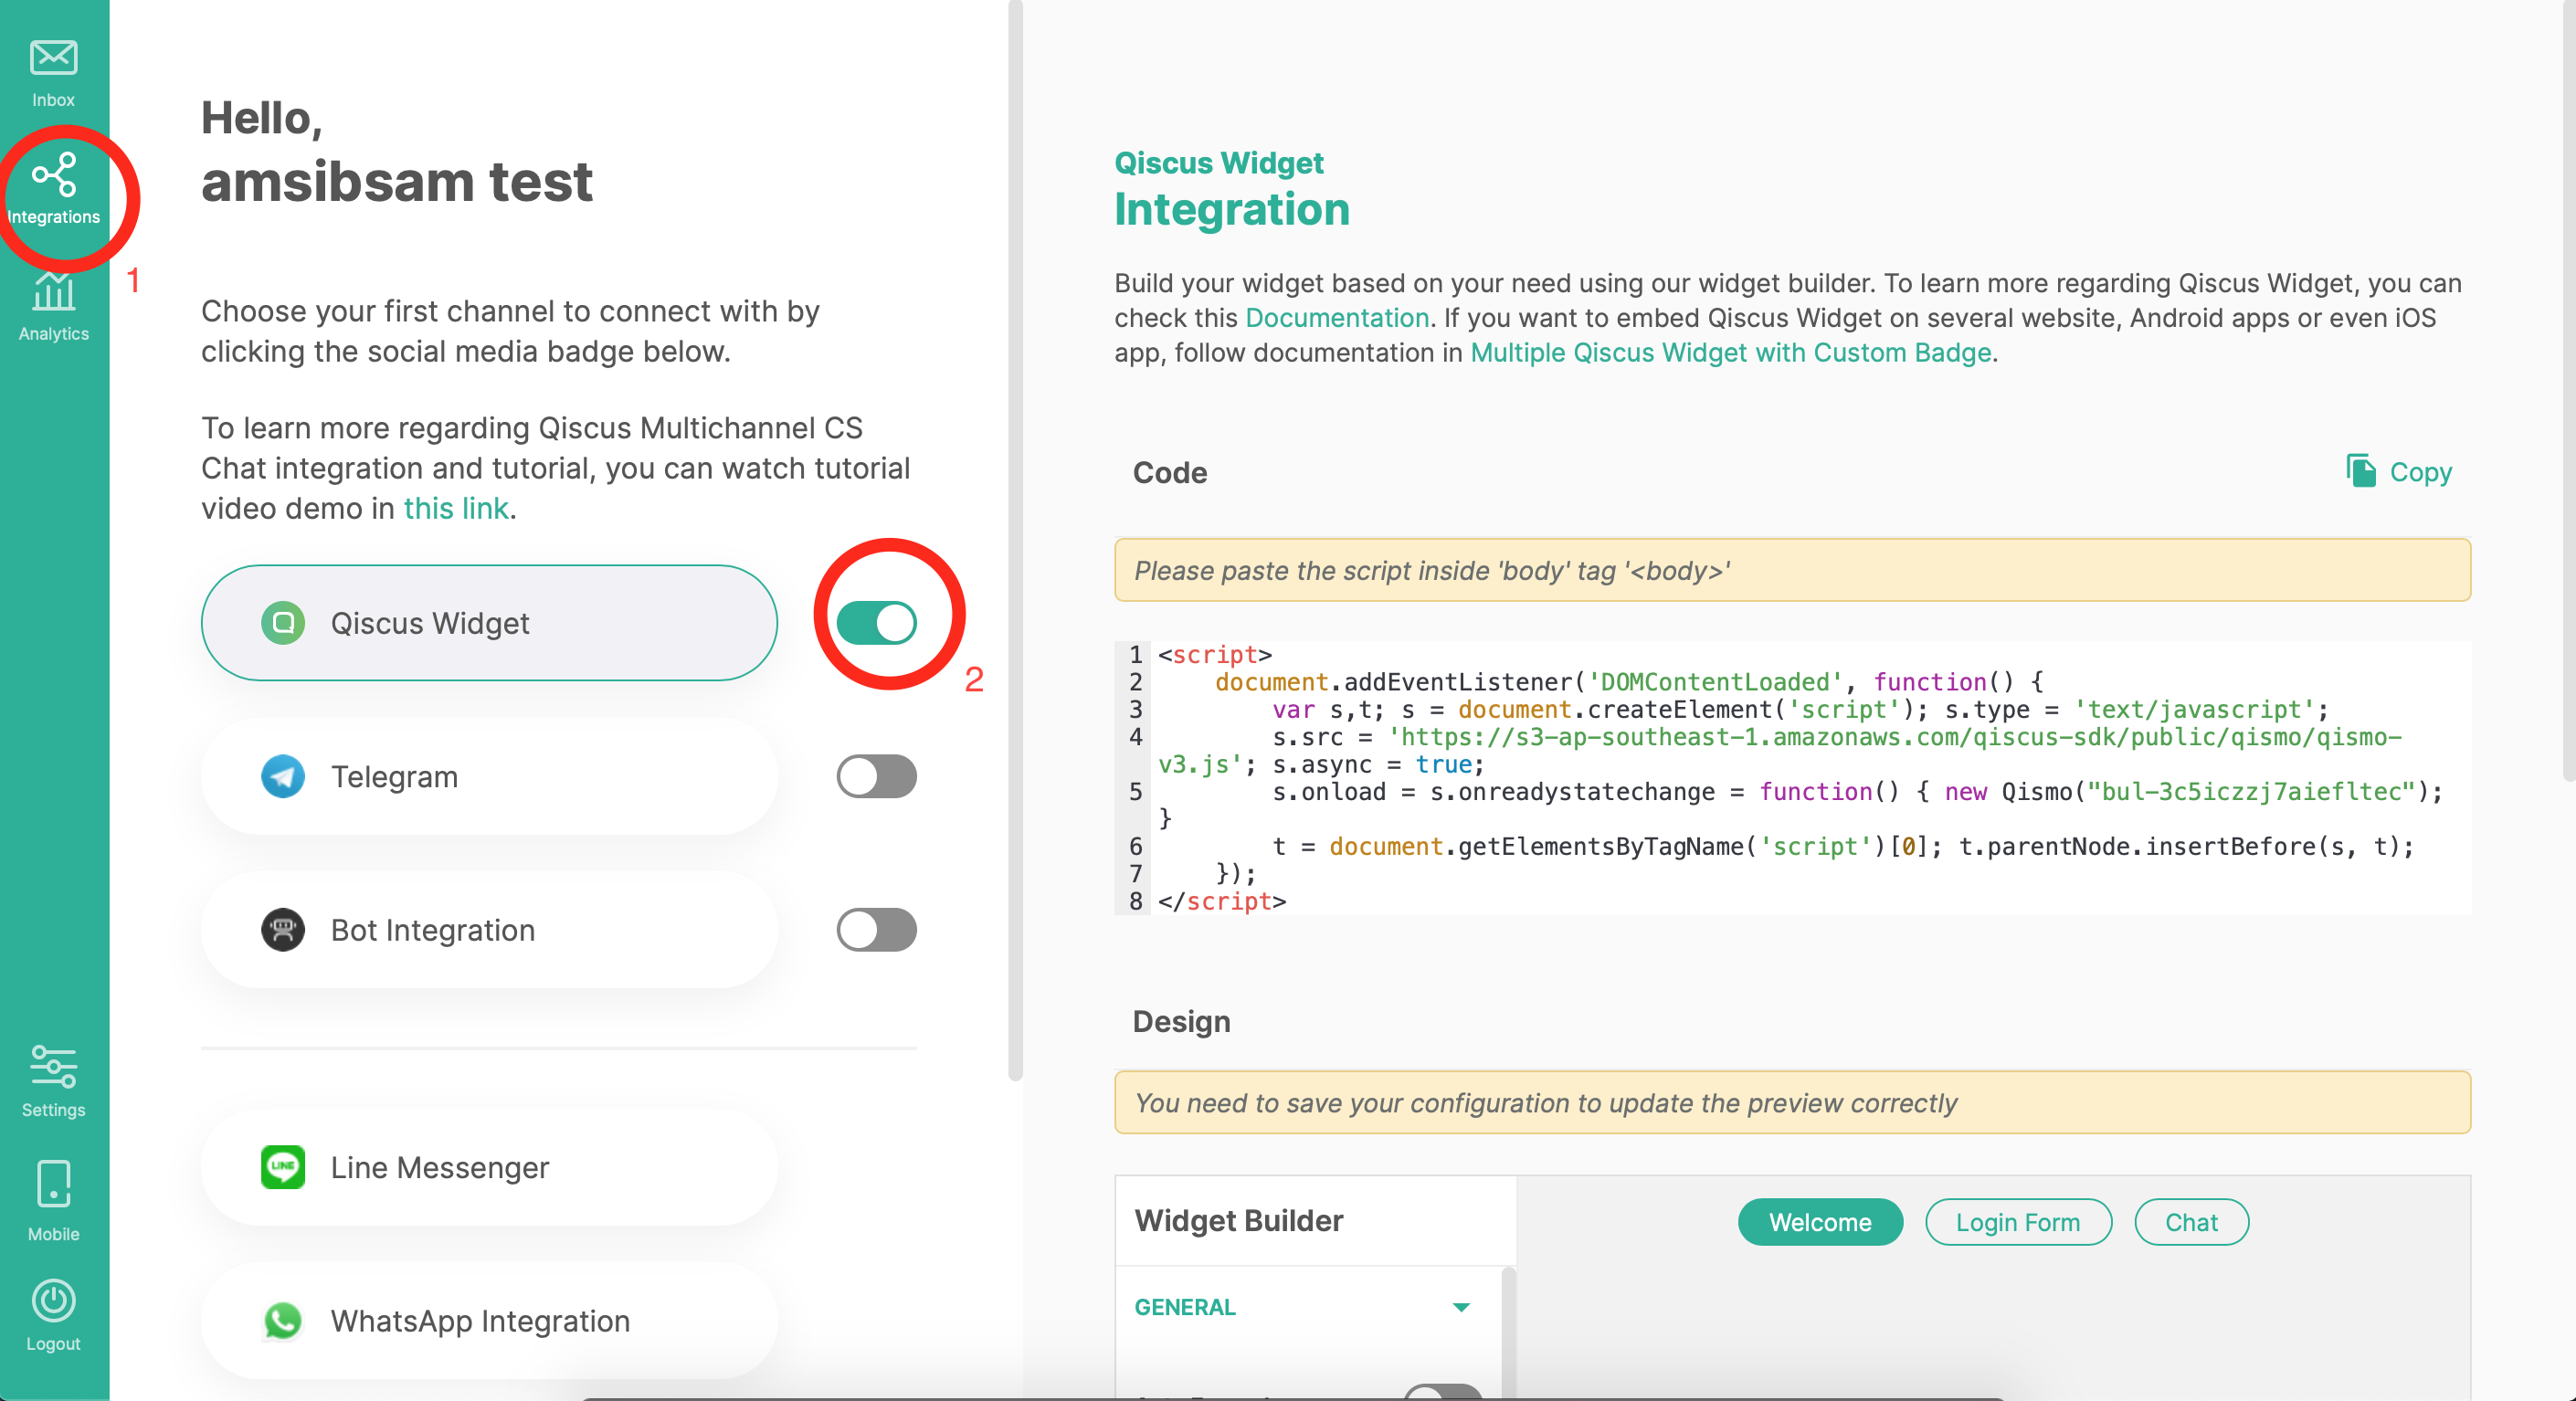 Inbox
Integrations
1
Analytics
Settings
Mobile
Logout
Hello,
amsibsam test
Choose your first channel to connect with by
clicking the social media badge below.
To learn more regarding Qiscus Multichannel CS
Chat integration and tutorial, you can watch tutorial
video demo in this link.
Qiscus Widget
2
Telegram
Bot Integration
LINE
Line Messenger
WhatsApp Integration
Qiscus Widget
Integration
Build your widget based on your need using our widget builder. To learn more regarding Qiscus Widget, you can
check this Documentation. If you want to embed Qiscus Widget on several website, Android apps or even iOS
app, follow documentation in Multiple Qiscus Widget with Custom Badge.
Code
Copy
Please paste the script inside 'body' tag '<body>'
1 <script>
2     document.addEventListener('DOMContentLoaded', function() {
3         var s,t; s = document.createElement('script'); s.type = 'text/javascript';
4         s.src = 'https://s3-ap-southeast-1.amazonaws.com/qiscus-sdk/public/qismo/qismo-
v3.js'; s.async = true;
5         s.onload = s.onreadystatechange = function() { new Qismo("bul-3c5iczzj7aiefltec");
}
6         t = document.getElementsByTagName('script')[0]; t.parentNode.insertBefore(s, t);
7     });
8 </script>
Design
You need to save your configuration to update the preview correctly
Widget Builder
Welcome
Login Form
Chat
GENERAL